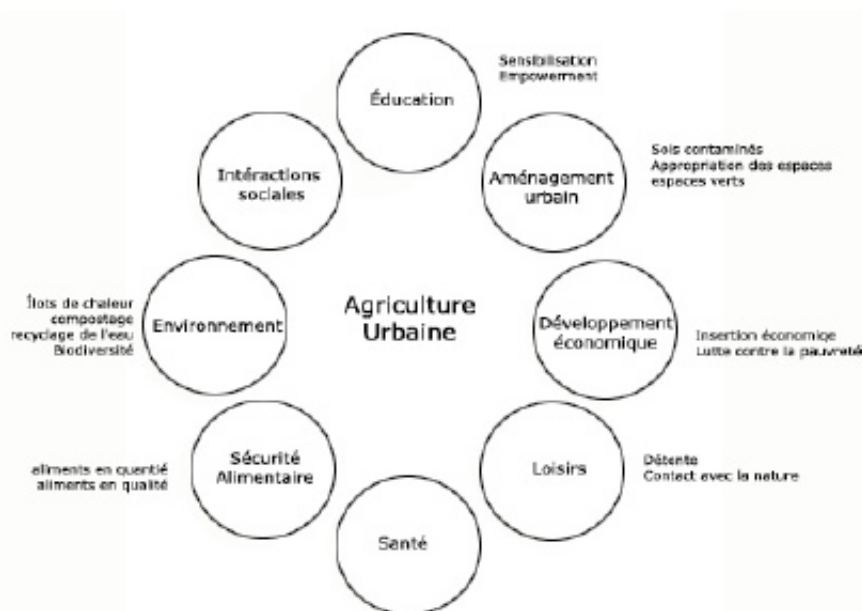 Éducation
Sensibilisation
Empowerment
Intéractions
sociales
Aménagement
urbain
Sols contaminés
Appropriation des espaces
espaces verts
Îlots de chaleur
compostage
recyclage de l'eau
Biodiversité
Environnement
Agriculture
Urbaine
Développement
économique
Insertion économiqe
Lutte contre la pauvreté
aliments en quantié
aliments en qualité
Sécurité
Alimentaire
Loisirs
Détente
Contact avec la nature
Santé